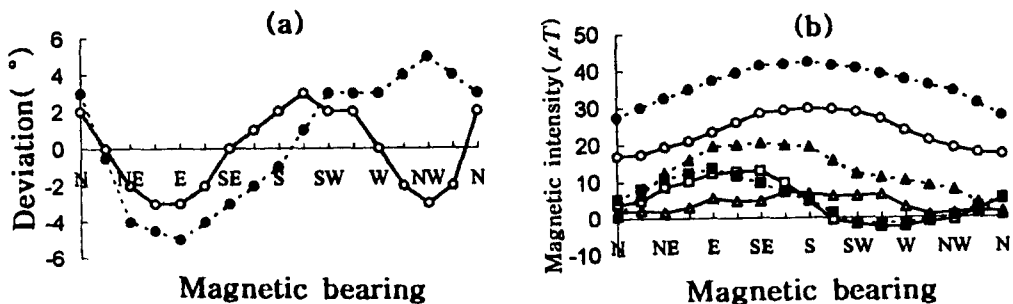 (a)
Deviation( °)
6
4
2
0
-2
-4
-6
N NE E SE S SW W NW N
Magnetic bearing
(b)
Magnetic intensity( μT)
50
40
30
20
10
0
-10
N NE E SE S SW W NW N
Magnetic bearing